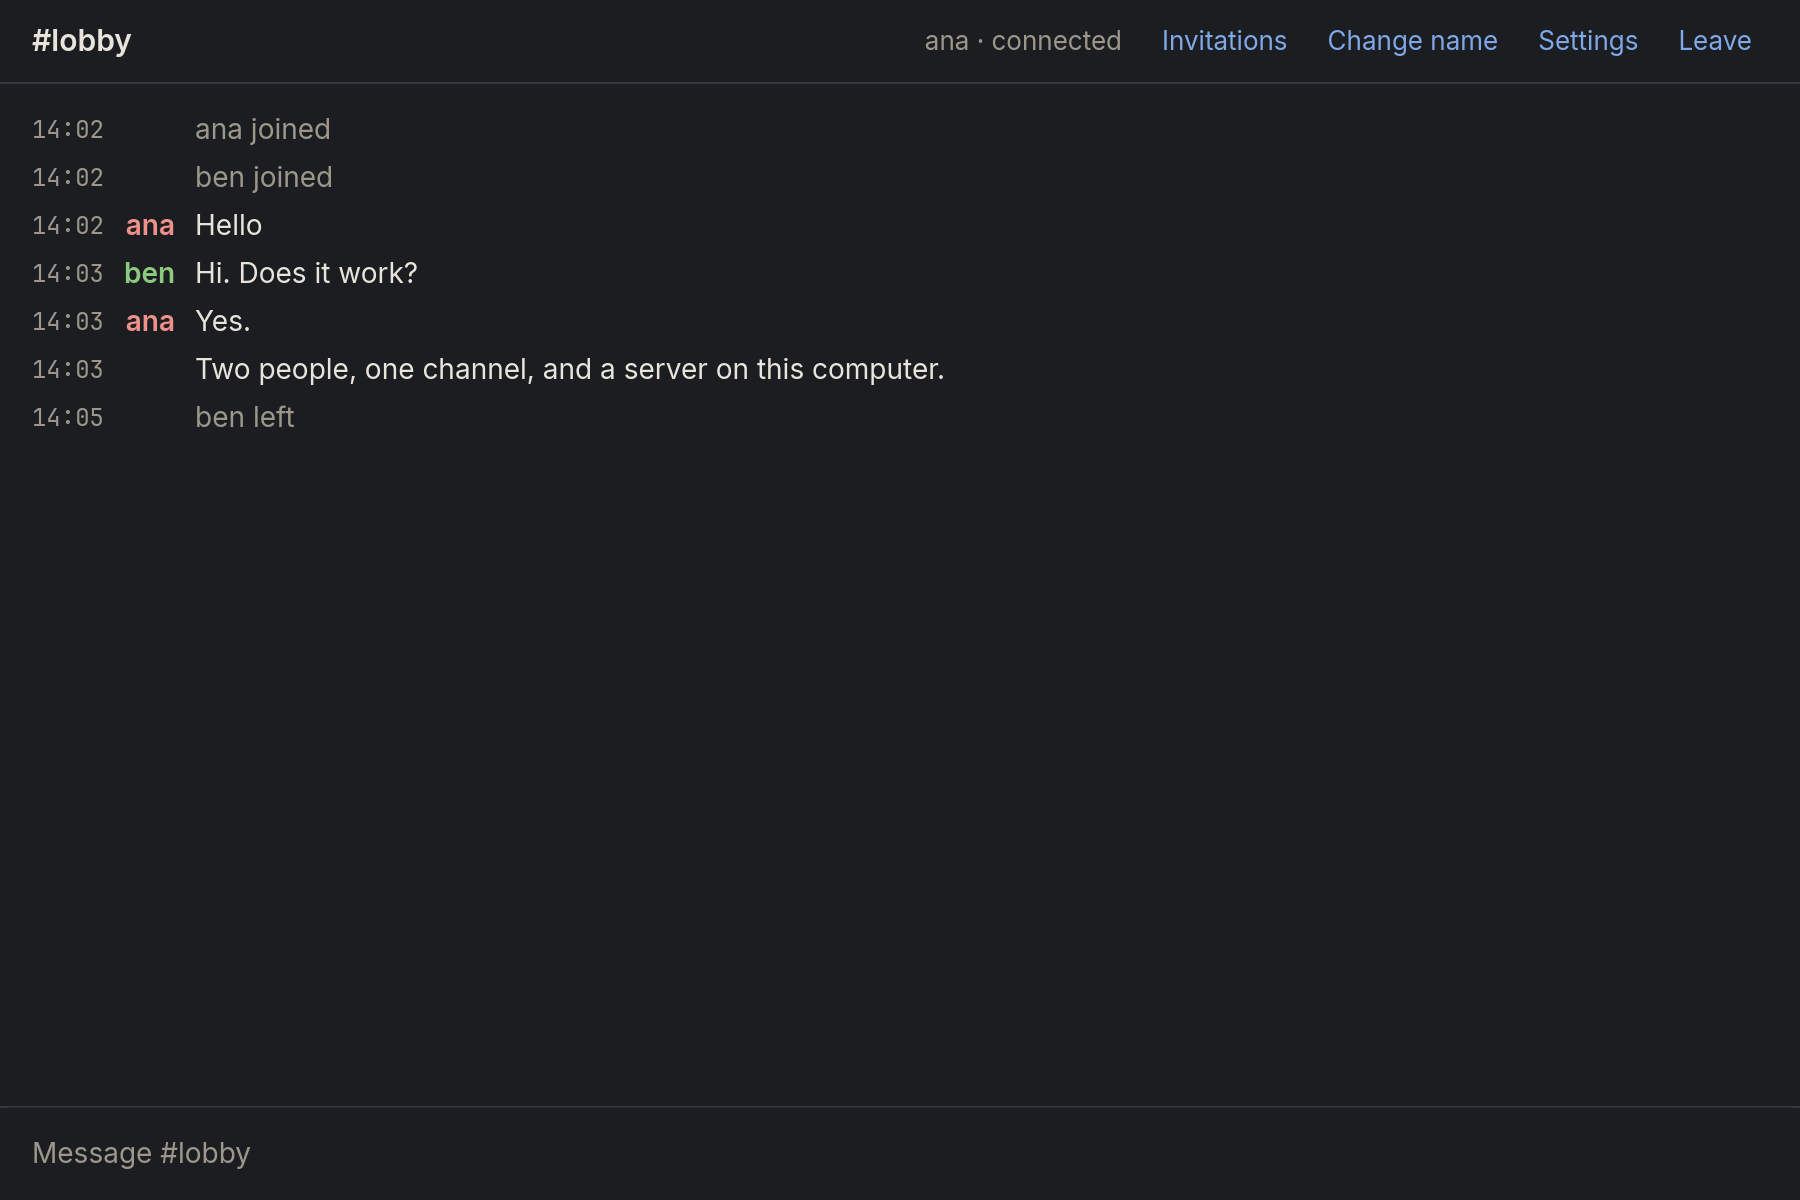 #lobby ana · connected Invitations Change name Settings Leave
14:02 ana joined
14:02 ben joined
14:02 ana Hello
14:03 ben Hi. Does it work?
14:03 ana Yes.
14:03 Two people, one channel, and a server on this computer.
14:05 ben left
Message #lobby